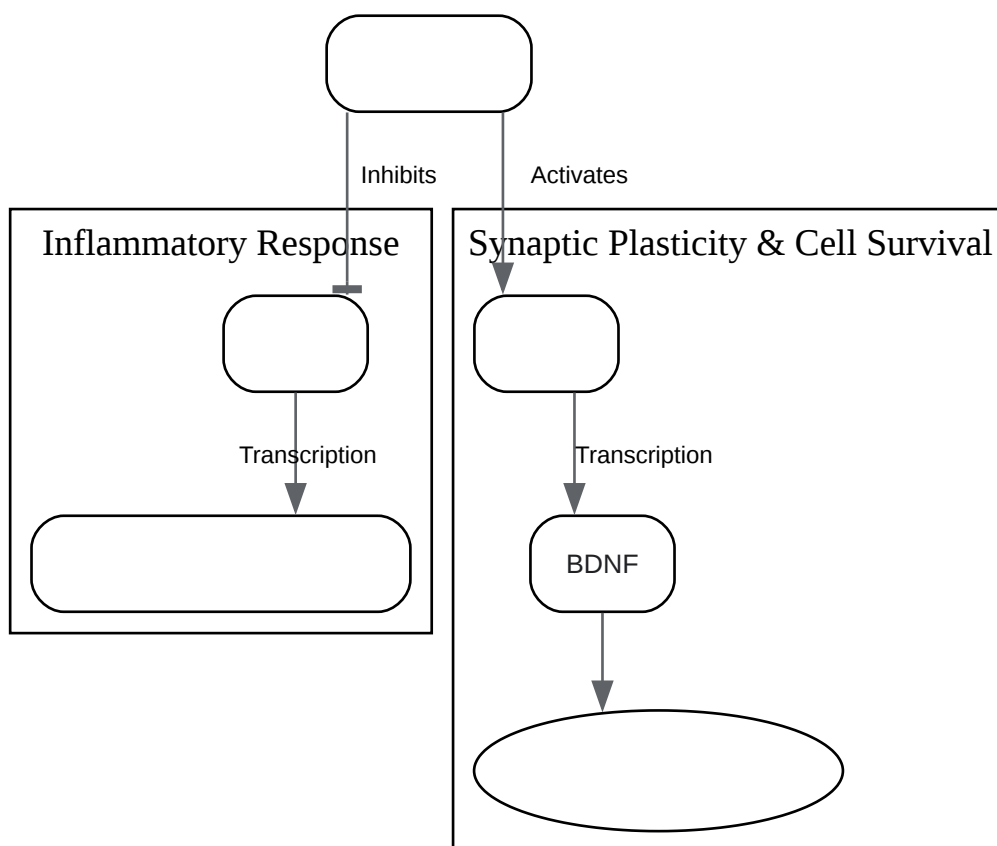 Inhibits
Activates
Inflammatory Response
Synaptic Plasticity & Cell Survival
Transcription
Transcription
BDNF